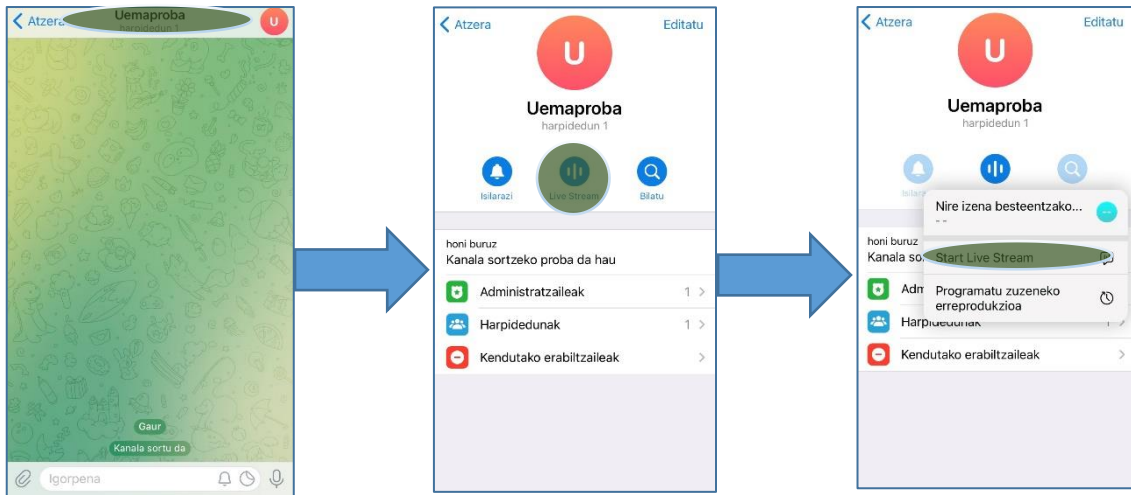 Atzera
Uemaproba
harpidedun 1
U
Gaur
Kanala sortu da
Igorpena
Atzera
Editatu
U
Uemaproba
harpidedun 1
Isilarazi
Live Stream
Bilatu
honi buruz
Kanala sortzeko proba da hau
Administratzaileak 1
Harpidedunak 1
Kendutako erabiltzaileak
Atzera
Editatu
U
Uemaproba
harpidedun 1
Nire izena besteentzako...
--
honi buruz
Start Live Stream
Programatu zuzeneko
erreprodukzioa
Harpidedunak 1
Kendutako erabiltzaileak